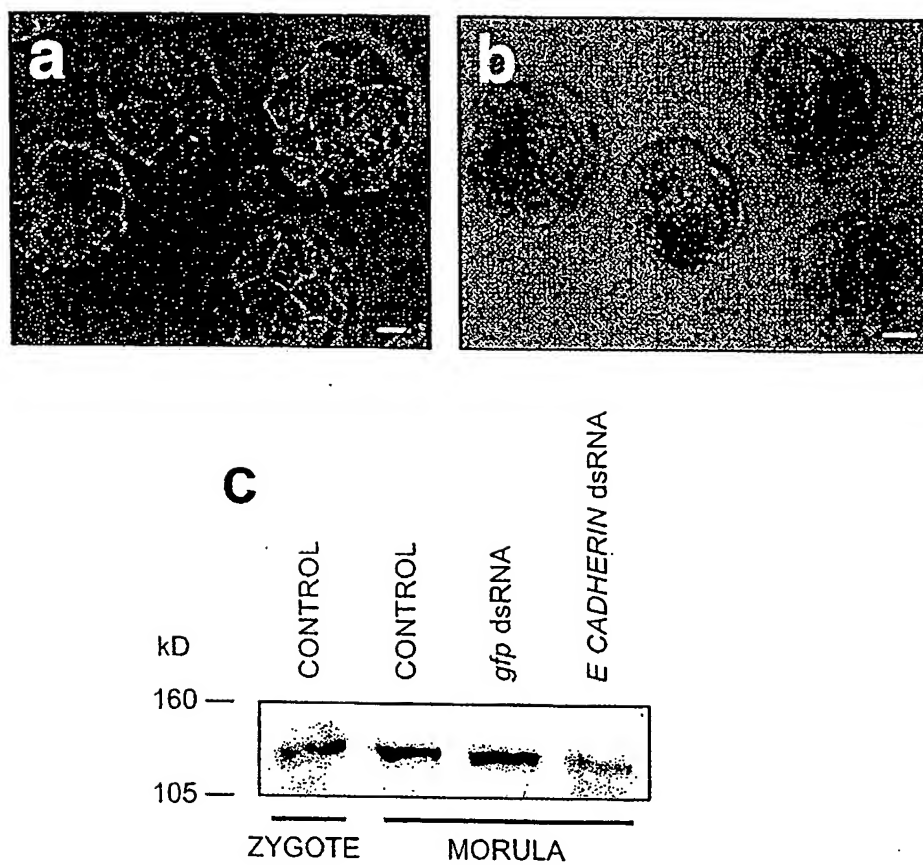 a
b
C
CONTROL
CONTROL
gfp dsRNA
E CADHERIN dsRNA
kD
160
105
ZYGOTE
MORULA